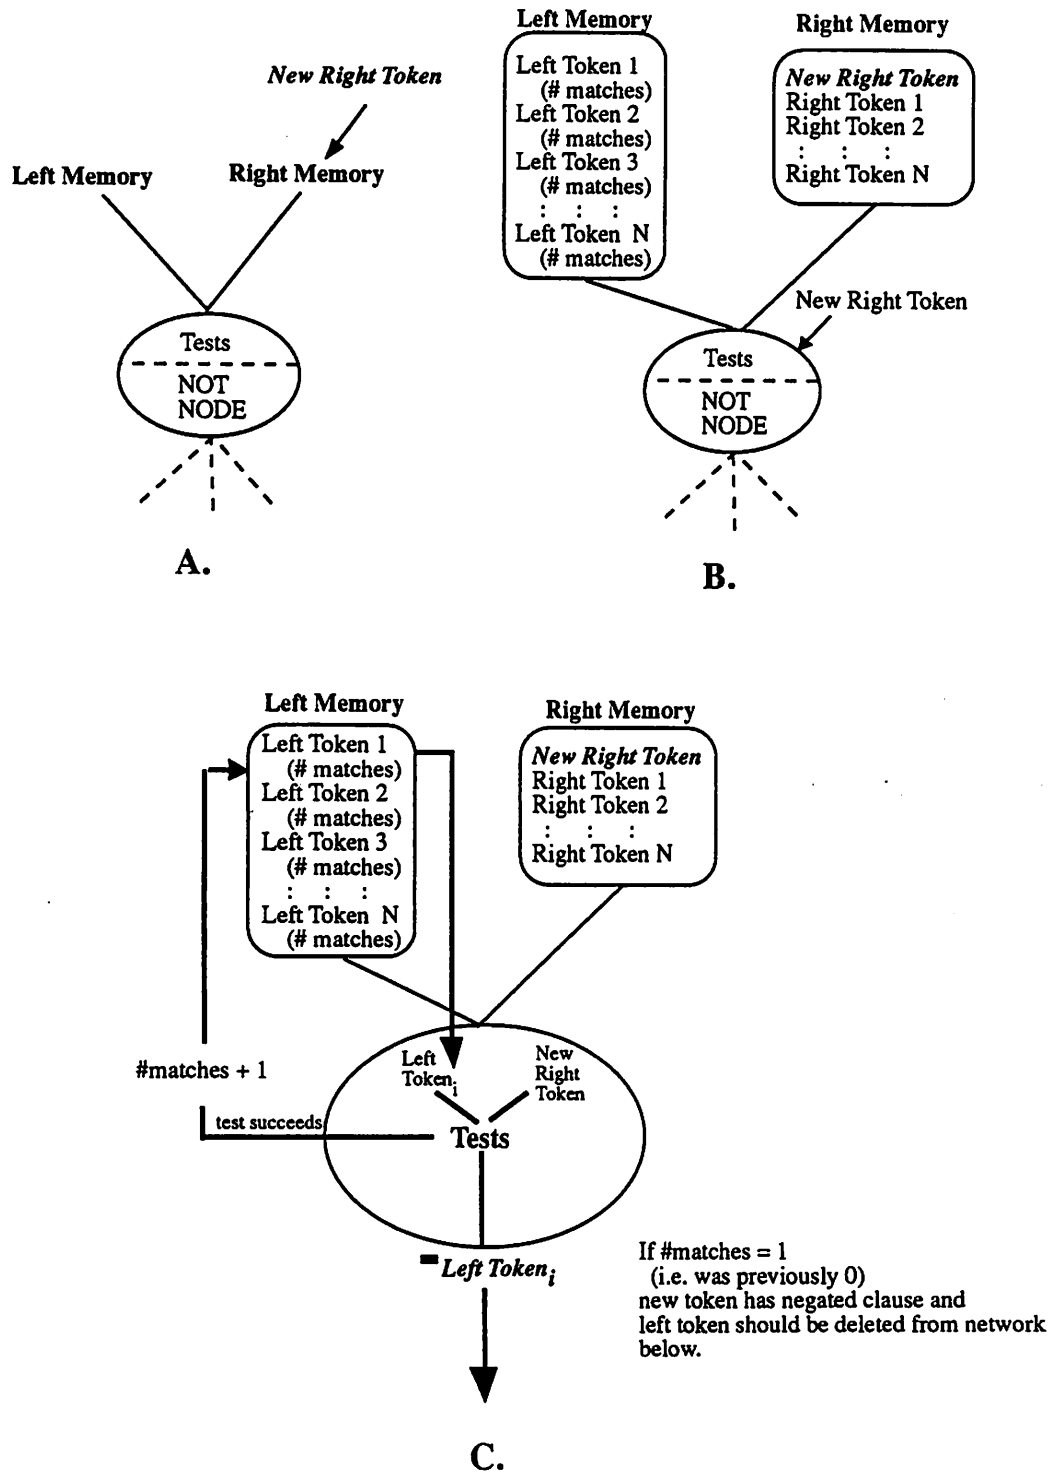 New Right Token
Left Memory
Right Memory
Tests
NOT
NODE
A.
Left Memory
Left Token 1
(# matches)
Left Token 2
(# matches)
Left Token 3
(# matches)
: : :
Left Token N
(# matches)
Right Memory
New Right Token
Right Token 1
Right Token 2
: : :
Right Token N
New Right Token
Tests
NOT
NODE
B.
Left Memory
Left Token 1
(# matches)
Left Token 2
(# matches)
Left Token 3
(# matches)
: : :
Left Token N
(# matches)
Right Memory
New Right Token
Right Token 1
Right Token 2
: : :
Right Token N
#matches + 1
test succeeds
Left
Token i
New
Right
Token
Tests
- Left Token i
If #matches = 1
(i.e. was previously 0)
new token has negated clause and
left token should be deleted from network
below.
C.